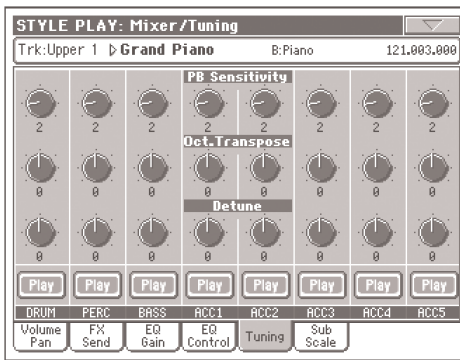 STYLE PLAY: Mixer/Tuning
Trk:Upper 1 Grand Piano B:Piano 121.003.000
PB Sensitivity
2 2 2 2 2 2 2 2
Oct.Transpose
0 0 0 0 0 0 0 0
Detune
0 0 0 0 0 0 0 0
Play Play Play Play Play Play Play Play
DRUM PERC BASS ACC1 ACC2 ACC3 ACC4 ACC5
Volume Pan FX Send EQ Gain EQ Control Tuning Sub Scale